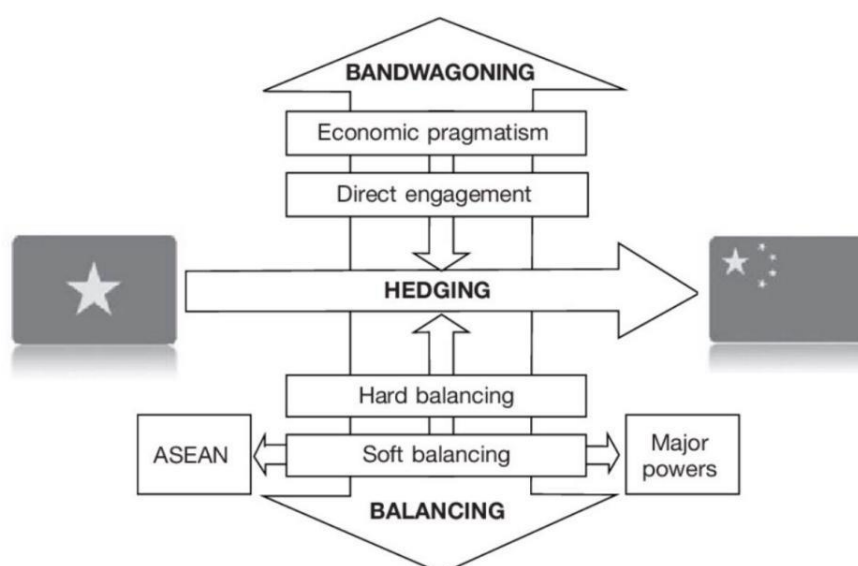 BANDWAGONING
Economic pragmatism
Direct engagement
HEDGING
Hard balancing
ASEAN
Soft balancing
Major
powers
BALANCING